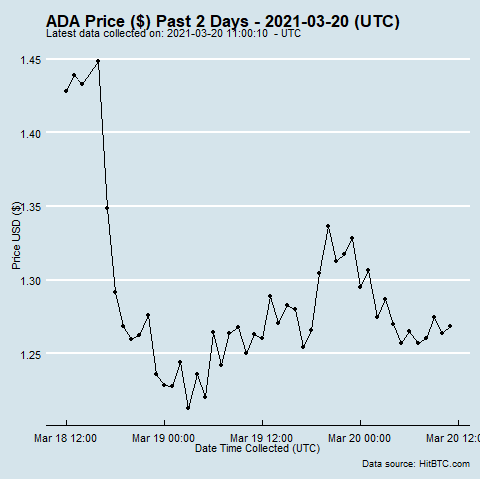 ADA Price ($) Past 2 Days - 2021-03-20 (UTC)
Latest data collected on: 2021-03-20 11:00:10 - UTC
1.45
1.40
1.35
1.30
1.25
Price USD ($)
Mar 18 12:00 Mar 19 00:00 Mar 19 12:00 Mar 20 00:00 Mar 20 12:
Date Time Collected (UTC)
Data source: HitBTC.com